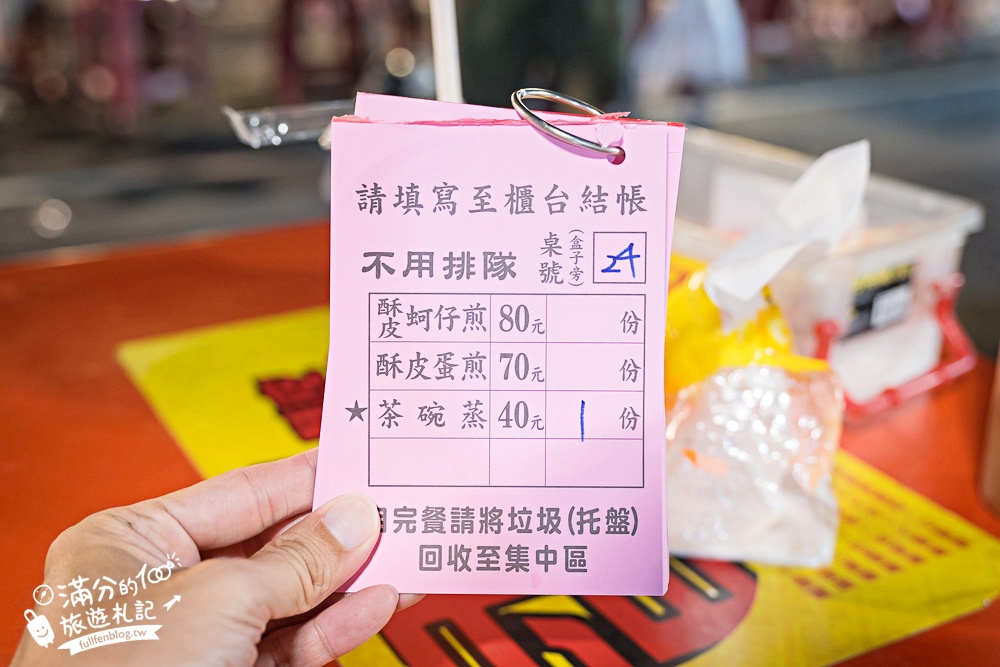 請填寫至櫃台結帳
不用排隊 桌號(盒子旁) 24
酥皮蚵仔煎 80元 份
酥皮蛋煎 70元 份
★茶碗蒸 40元 1 份
用完餐請將垃圾(托盤)
回收至集中區
滿分的
旅遊札記
fullfenblog.tw